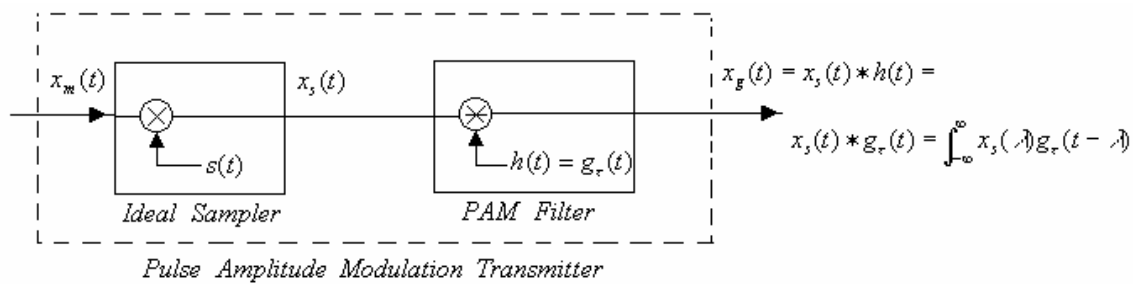 x_m(t)
x_s(t)
x_g(t) = x_s(t) * h(t) =
x_s(t) * g_τ(t) = ∫_{-∞}^{∞} x_s(λ)g_τ(t − λ)
s(t)
h(t) = g_τ(t)
Ideal Sampler
PAM Filter
Pulse Amplitude Modulation Transmitter